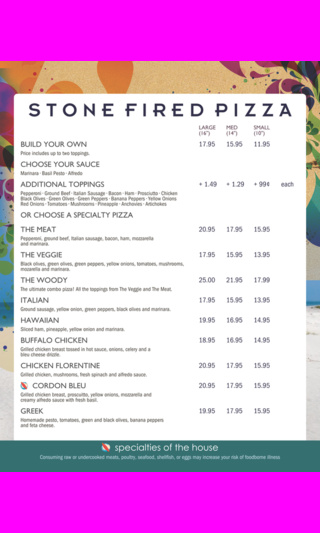 STONE FIRED PIZZA
LARGE MED SMALL
(16") (14") (10")
BUILD YOUR OWN 17.95 15.95 11.95
Price includes up to two toppings.
CHOOSE YOUR SAUCE
Marinara · Basil Pesto · Alfredo
ADDITIONAL TOPPINGS + 1.49 + 1.29 + 99¢ each
Pepperoni · Ground Beef · Italian Sausage · Bacon · Ham · Prosciutto · Chicken
Black Olives · Green Olives · Green Peppers · Banana Peppers · Yellow Onions
Red Onions · Tomatoes · Mushrooms · Pineapple · Anchovies · Artichokes
OR CHOOSE A SPECIALTY PIZZA
THE MEAT 20.95 17.95 15.95
Pepperoni, ground beef, Italian sausage, bacon, ham, mozzarella
and marinara.
THE VEGGIE 17.95 15.95 13.95
Black olives, green olives, green peppers, yellow onions, tomatoes, mushrooms,
mozarella and marinara.
THE WOODY 25.00 21.95 17.99
The ultimate combo pizza! All the toppings from The Veggie and The Meat.
ITALIAN 17.95 15.95 13.95
Ground sausage, yellow onion, green peppers, black olives and marinara.
HAWAIIAN 19.95 16.95 14.95
Sliced ham, pineapple, yellow onion and marinara.
BUFFALO CHICKEN 18.95 16.95 14.95
Grilled chicken breast tossed in hot sauce, onions, celery and a
bleu cheese drizzle.
CHICKEN FLORENTINE 20.95 17.95 15.95
Grilled chicken, mushrooms, fresh spinach and alfredo sauce.
CORDON BLEU 20.95 17.95 15.95
Grilled chicken breast, proscuitto, yellow onions, mozzarella and
creamy alfredo sauce with fresh basil.
GREEK 19.95 17.95 15.95
Homemade pesto, tomatoes, green and black olives, banana peppers
and feta cheese.
specialties of the house
Consuming raw or undercooked meats, poultry, seafood, shellfish, or eggs may increase your risk of foodborne illness